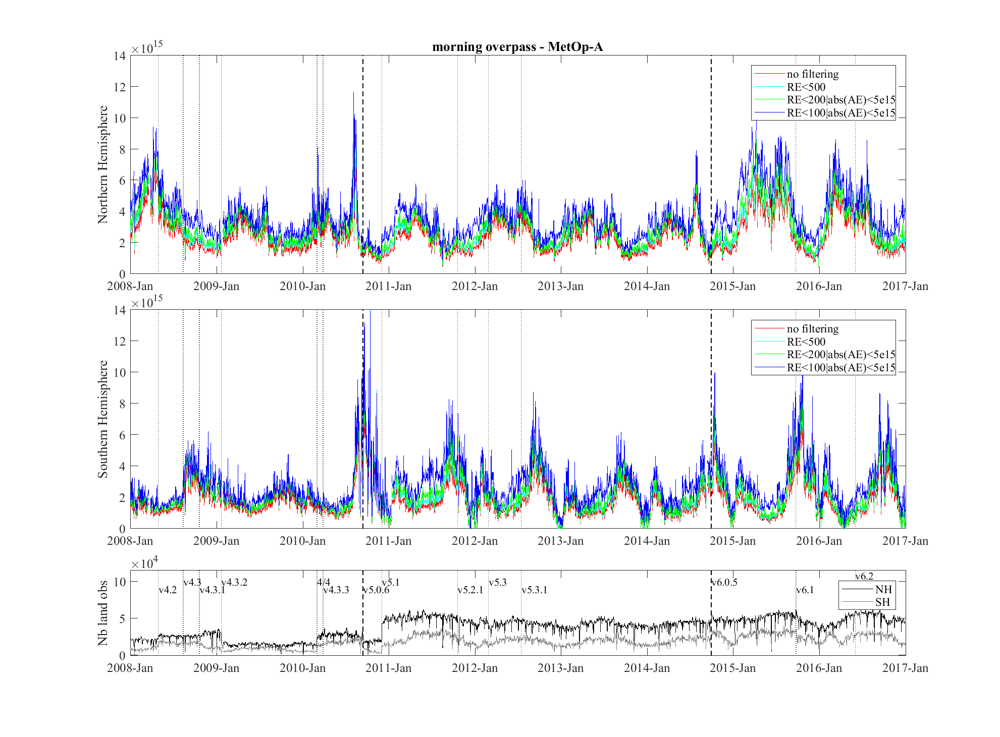 morning overpass - MetOp-A
×10^15
14
12
10
8
6
4
2
0
Northern Hemisphere
no filtering
RE<500
RE<200|abs(AE)<5e15
RE<100|abs(AE)<5e15
2008-Jan 2009-Jan 2010-Jan 2011-Jan 2012-Jan 2013-Jan 2014-Jan 2015-Jan 2016-Jan 2017-Jan
×10^15
14
12
10
8
6
4
2
0
Southern Hemisphere
no filtering
RE<500
RE<200|abs(AE)<5e15
RE<100|abs(AE)<5e15
2008-Jan 2009-Jan 2010-Jan 2011-Jan 2012-Jan 2013-Jan 2014-Jan 2015-Jan 2016-Jan 2017-Jan
×10^4
10
5
0
Nb land obs
v4.2
v4.3
v4.3.1
v4.3.2
4/4
v4.3.3
v5.0.6
v5.1
v5.2.1
v5.3
v5.3.1
v6.0.5
v6.1
v6.2
NH
SH
2008-Jan 2009-Jan 2010-Jan 2011-Jan 2012-Jan 2013-Jan 2014-Jan 2015-Jan 2016-Jan 2017-Jan